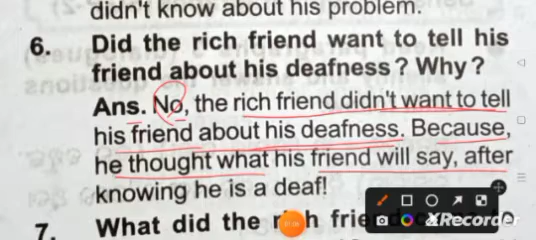 didn't know about his problem.
6. Did the rich friend want to tell his
friend about his deafness? Why?
Ans. No, the rich friend didn't want to tell
his friend about his deafness. Because,
he thought what his friend will say, after
knowing he is a deaf!
7. What did the
XRecorder